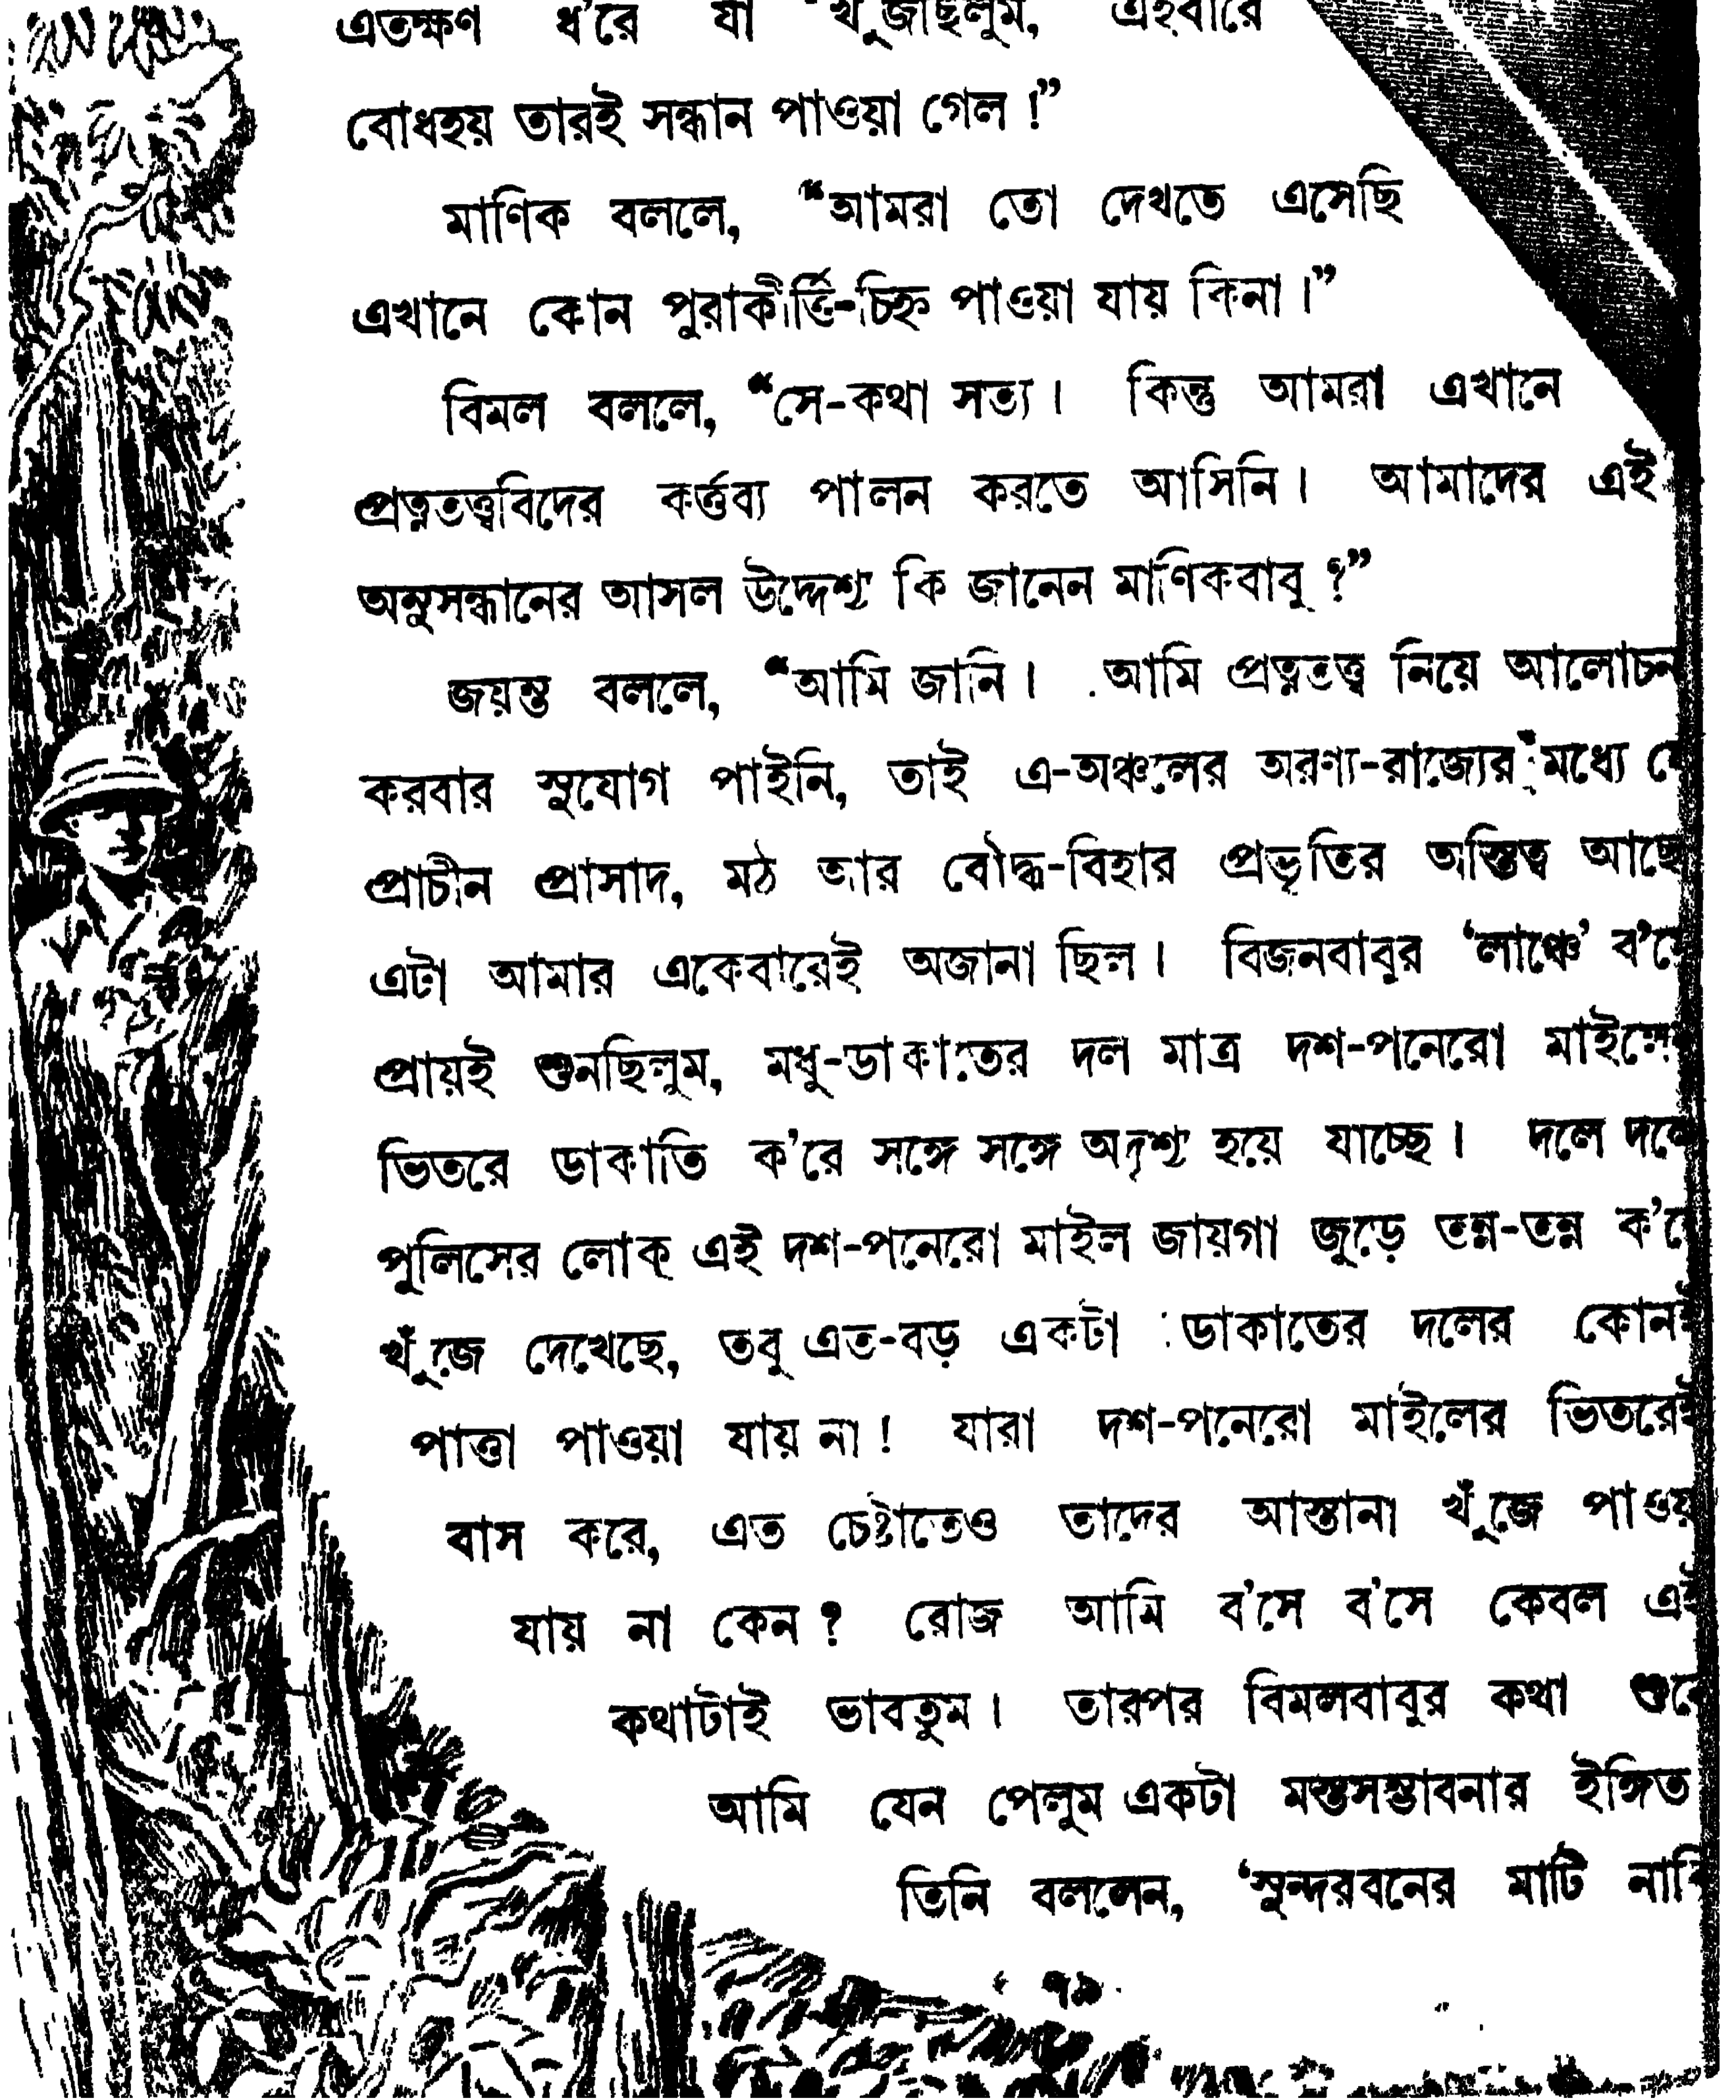 এতক্ষণ ধ'রে যা খুঁজছিলুম, এইবারে
বোধহয় তারই সন্ধান পাওয়া গেল !”
মাণিক বললে, “আমরা তো দেখতে এসেছি
এখানে কোন পুরাকীর্ত্তি-চিহ্ন পাওয়া যায় কিনা।”
বিমল বললে, “সে-কথা সত্য। কিন্তু আমরা এখানে
প্রত্নতত্ত্ববিদের কর্ত্তব্য পালন করতে আসিনি। আমাদের এই
অনুসন্ধানের আসল উদ্দেশ্য কি জানেন মাণিকবাবু ?”
জয়ন্ত বললে, “আমি জানি। আমি প্রত্নতত্ত্ব নিয়ে আলোচন
করবার সুযোগ পাইনি, তাই এ-অঞ্চলের অরণ্য-রাজ্যের মধ্যে
প্রাচীন প্রাসাদ, মঠ আর বৌদ্ধ-বিহার প্রভৃতির অস্তিত্ব আছে
এটা আমার একেবারেই অজানা ছিল। বিজনবাবুর ‘লাঞ্চে’
প্রায়ই শুনছিলুম, মধু-ডাকাতের দল মাত্র দশ-পনেরো মাইলের
ভিতরে ডাকাতি ক'রে সঙ্গে সঙ্গে অদৃশ্য হয়ে যাচ্ছে। দলে দলে
পুলিসের লোক এই দশ-পনেরো মাইল জায়গা জুড়ে তন্ন-তন্ন ক'রে
খুঁজে দেখেছে, তবু এত-বড় একটা ডাকাতের দলের কোনই
পাত্তা পাওয়া যায় না ! যারা দশ-পনেরো মাইলের ভিতরেই
বাস করে, এত চেষ্টাতেও তাদের আস্তানা খুঁজে পাওয়
যায় না কেন ? রোজ আমি ব'সে ব'সে কেবল এই
কথাটাই ভাবতুম। তারপর বিমলবাবুর কথা শুনে
আমি যেন পেলুম একটা মস্তসম্ভাবনার ইঙ্গিত
তিনি বললেন, ‘সুন্দরবনের মাটি নাকি
৭৯